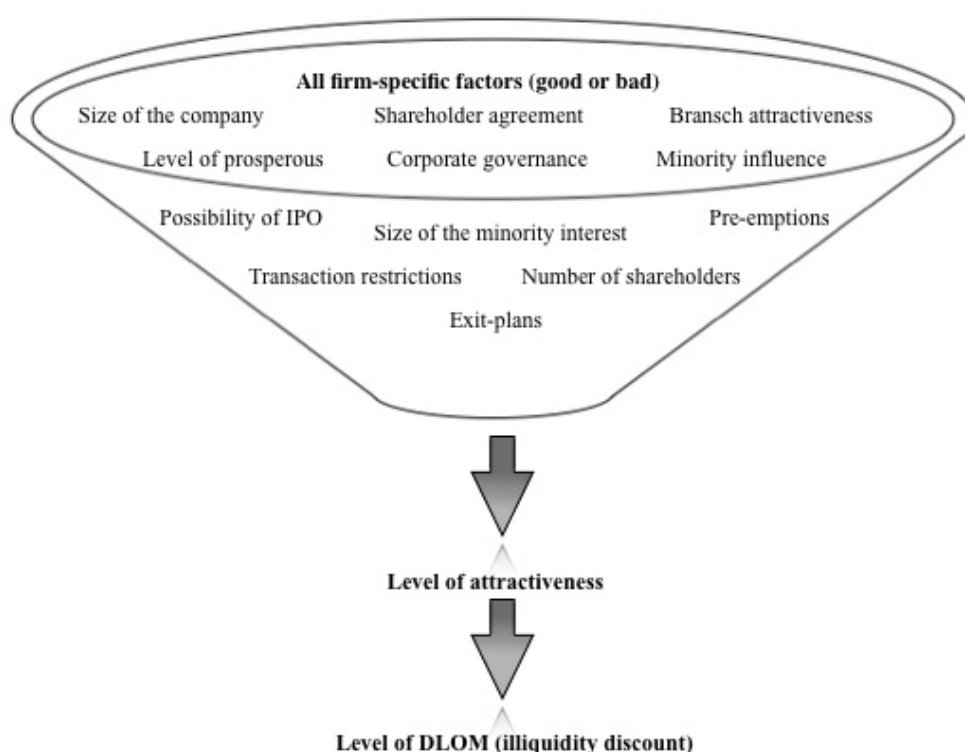 All firm-specific factors (good or bad)
Size of the company Shareholder agreement Bransch attractiveness
Level of prosperous Corporate governance Minority influence
Possibility of IPO Size of the minority interest Pre-emptions
Transaction restrictions Number of shareholders
Exit-plans
Level of attractiveness
Level of DLOM (illiquidity discount)